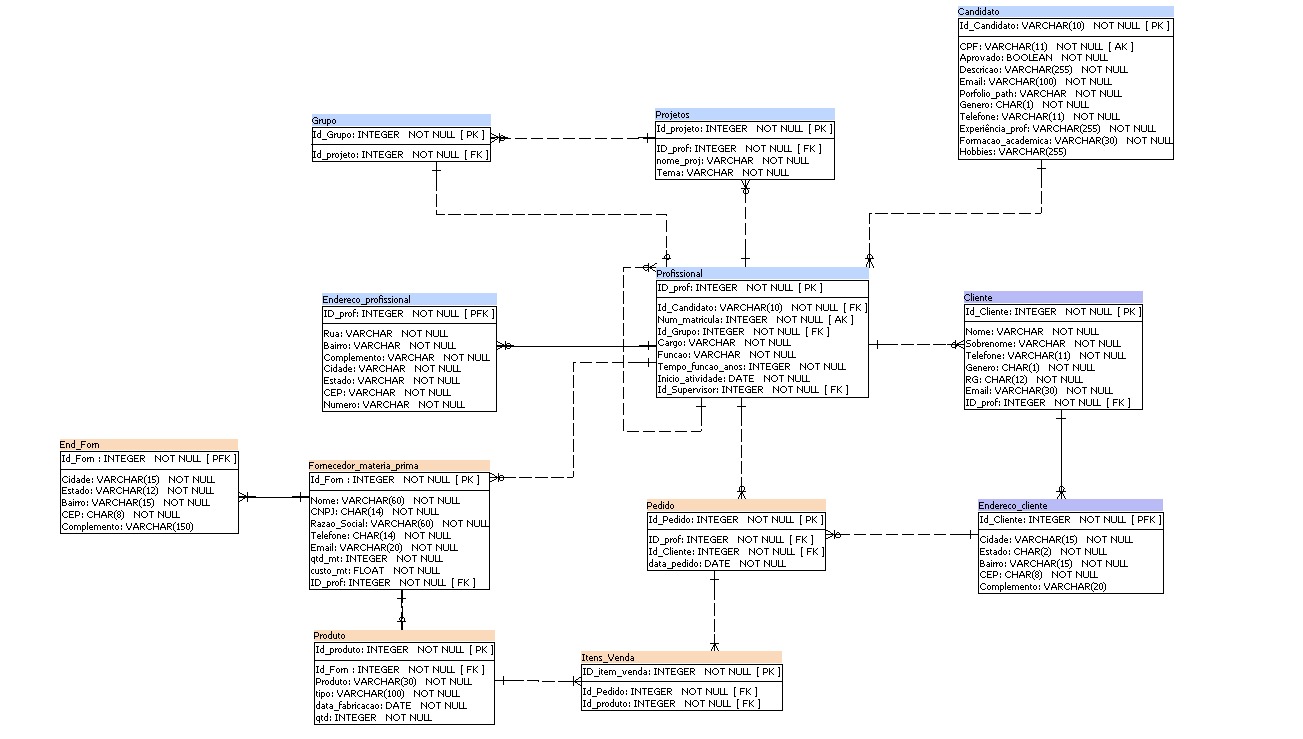 Candidato
Id_Candidato: VARCHAR(10) NOT NULL [ PK ]
CPF: VARCHAR(11) NOT NULL [ AK ]
Aprovado: BOOLEAN NOT NULL
Descricao: VARCHAR(255) NOT NULL
Email: VARCHAR(100) NOT NULL
Porfolio_path: VARCHAR NOT NULL
Genero: CHAR(1) NOT NULL
Telefone: VARCHAR(11) NOT NULL
Experiência_prof: VARCHAR(255) NOT NULL
Formacao_academica: VARCHAR(30) NOT NULL
Hobbies: VARCHAR(255)
Grupo
Id_Grupo: INTEGER NOT NULL [ PK ]
Id_projeto: INTEGER NOT NULL [ FK ]
Projetos
Id_projeto: INTEGER NOT NULL [ PK ]
ID_prof: INTEGER NOT NULL [ FK ]
nome_proj: VARCHAR NOT NULL
Tema: VARCHAR NOT NULL
Profissional
ID_prof: INTEGER NOT NULL [ PK ]
Id_Candidato: VARCHAR(10) NOT NULL [ FK ]
Num_matricula: INTEGER NOT NULL [ AK ]
Id_Grupo: INTEGER NOT NULL [ FK ]
Cargo: VARCHAR NOT NULL
Funcao: VARCHAR NOT NULL
Tempo_funcao_anos: INTEGER NOT NULL
Inicio_atividade: DATE NOT NULL
Id_Supervisor: INTEGER NOT NULL [ FK ]
Endereco_profissional
ID_prof: INTEGER NOT NULL [ PFK ]
Rua: VARCHAR NOT NULL
Bairro: VARCHAR NOT NULL
Complemento: VARCHAR NOT NULL
Cidade: VARCHAR NOT NULL
Estado: VARCHAR NOT NULL
CEP: VARCHAR NOT NULL
Numero: VARCHAR NOT NULL
Cliente
Id_Cliente: INTEGER NOT NULL [ PK ]
Nome: VARCHAR NOT NULL
Sobrenome: VARCHAR NOT NULL
Telefone: VARCHAR(11) NOT NULL
Genero: CHAR(1) NOT NULL
RG: CHAR(12) NOT NULL
Email: VARCHAR(30) NOT NULL
ID_prof: INTEGER NOT NULL [ FK ]
End_Forn
Id_Forn : INTEGER NOT NULL [ PFK ]
Cidade: VARCHAR(15) NOT NULL
Estado: VARCHAR(12) NOT NULL
Bairro: VARCHAR(15) NOT NULL
CEP: CHAR(8) NOT NULL
Complemento: VARCHAR(150)
Fornecedor_materia_prima
Id_Forn : INTEGER NOT NULL [ PK ]
Nome: VARCHAR(60) NOT NULL
CNPJ: CHAR(14) NOT NULL
Razao_Social: VARCHAR(60) NOT NULL
Telefone: CHAR(14) NOT NULL
Email: VARCHAR(20) NOT NULL
qtd_mt: INTEGER NOT NULL
custo_mt: FLOAT NOT NULL
ID_prof: INTEGER NOT NULL [ FK ]
Pedido
Id_Pedido: INTEGER NOT NULL [ PK ]
ID_prof: INTEGER NOT NULL [ FK ]
Id_Cliente: INTEGER NOT NULL [ FK ]
data_pedido: DATE NOT NULL
Endereco_cliente
Id_Cliente: INTEGER NOT NULL [ PFK ]
Cidade: VARCHAR(15) NOT NULL
Estado: CHAR(2) NOT NULL
Bairro: VARCHAR(15) NOT NULL
CEP: CHAR(8) NOT NULL
Complemento: VARCHAR(20)
Produto
Id_produto: INTEGER NOT NULL [ PK ]
Id_Forn : INTEGER NOT NULL [ FK ]
Produto: VARCHAR(30) NOT NULL
tipo: VARCHAR(100) NOT NULL
data_fabricacao: DATE NOT NULL
qtd: INTEGER NOT NULL
Itens_Venda
ID_item_venda: INTEGER NOT NULL [ PK ]
Id_Pedido: INTEGER NOT NULL [ FK ]
Id_produto: INTEGER NOT NULL [ FK ]